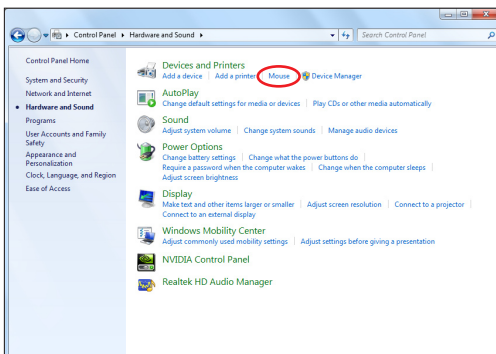 Control Panel Hardware and Sound
Search Control Panel
Control Panel Home
System and Security
Network and Internet
Hardware and Sound
Programs
User Accounts and Family
Safety
Appearance and
Personalization
Clock, Language, and Region
Ease of Access
Devices and Printers
Add a device Add a printer Mouse Device Manager
AutoPlay
Change default settings for media or devices Play CDs or other media automatically
Sound
Adjust system volume Change system sounds Manage audio devices
Power Options
Change battery settings Change what the power buttons do
Require a password when the computer wakes Change when the computer sleeps
Adjust screen brightness
Display
Make text and other items larger or smaller Adjust screen resolution Connect to a projector
Connect to an external display
Windows Mobility Center
Adjust commonly used mobility settings Adjust settings before giving a presentation
NVIDIA Control Panel
Realtek HD Audio Manager